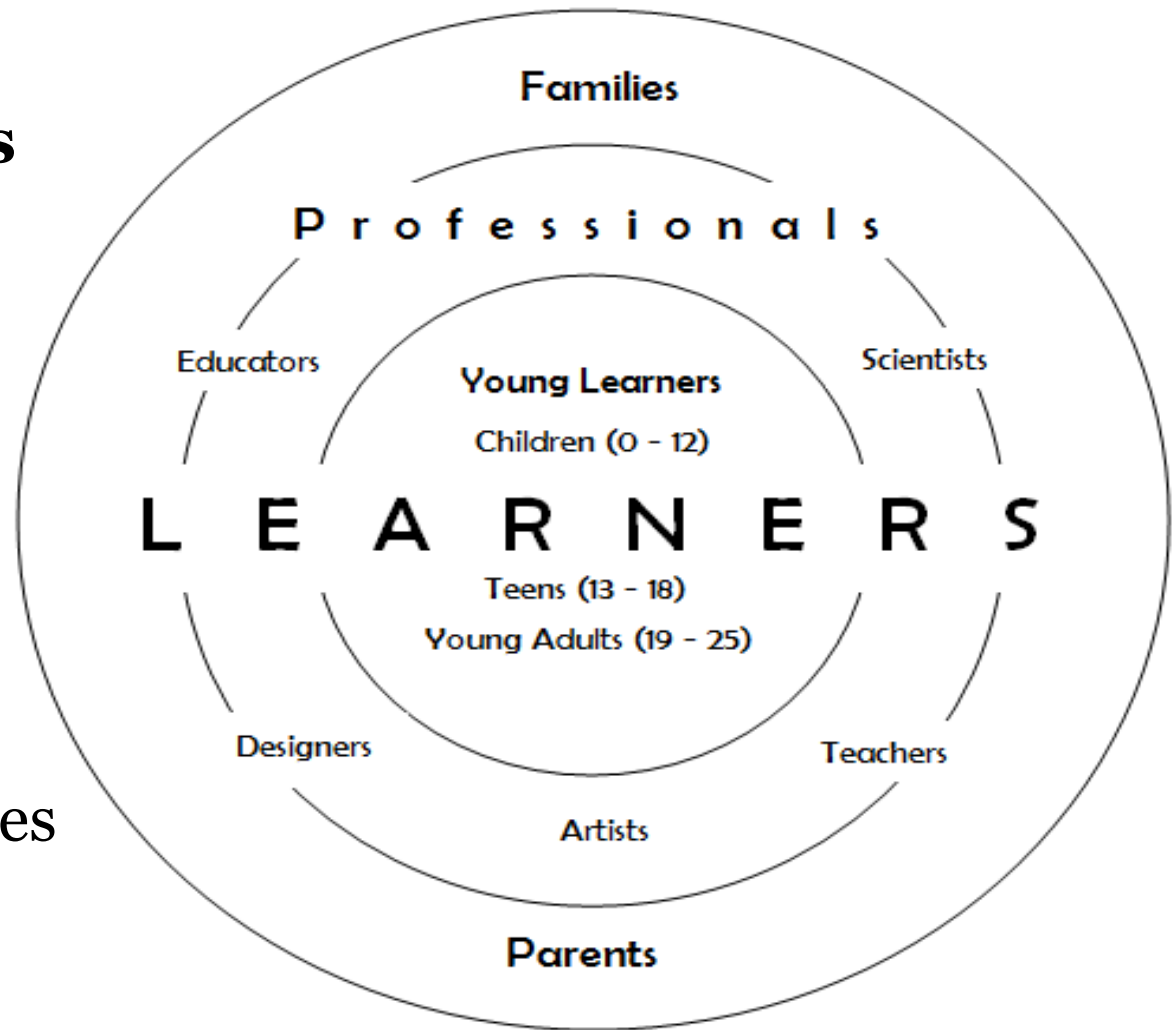 Families
s
Professionals
Educators
Scientists
Young Learners
Children (0 - 12)
LEARNERS
Teens (13 - 18)
Young Adults (19 - 25)
Designers
Teachers
es
Artists
Parents